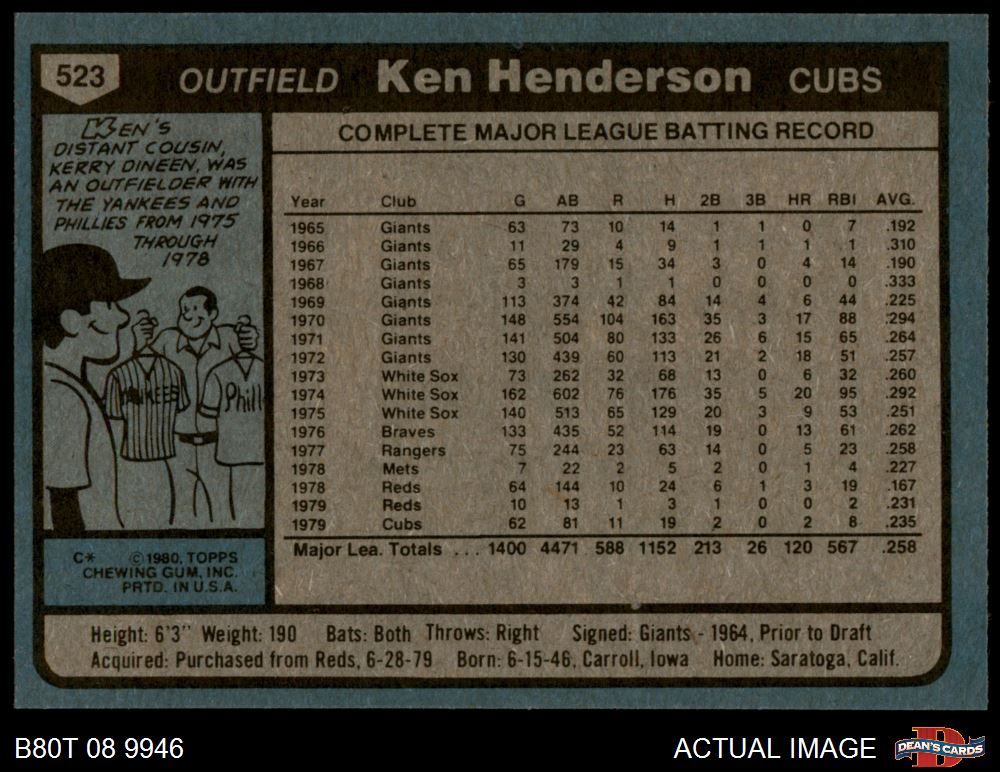 523 OUTFIELD Ken Henderson CUBS
KEN'S
DISTANT COUSIN,
KERRY DINEEN, WAS
AN OUTFIELDER WITH
THE YANKEES AND
PHILLIES FROM 1975
THROUGH
1978
YANKEES
Phill
C* ©1980, TOPPS
CHEWING GUM, INC.
PRTD. IN U.S.A.
COMPLETE MAJOR LEAGUE BATTING RECORD
Year Club G AB R H 2B 3B HR RBI AVG.
1965 Giants 63 73 10 14 1 1 0 7 .192
1966 Giants 11 29 4 9 1 1 1 1 .310
1967 Giants 65 179 15 34 3 0 4 14 .190
1968 Giants 3 3 1 1 0 0 0 0 .333
1969 Giants 113 374 42 84 14 4 6 44 .225
1970 Giants 148 554 104 163 35 3 17 88 .294
1971 Giants 141 504 80 133 26 6 15 65 .264
1972 Giants 130 439 60 113 21 2 18 51 .257
1973 White Sox 73 262 32 68 13 0 6 32 .260
1974 White Sox 162 602 76 176 35 5 20 95 .292
1975 White Sox 140 513 65 129 20 3 9 53 .251
1976 Braves 133 435 52 114 19 0 13 61 .262
1977 Rangers 75 244 23 63 14 0 5 23 .258
1978 Mets 7 22 2 5 2 0 1 4 .227
1978 Reds 64 144 10 24 6 1 3 19 .167
1979 Reds 10 13 1 3 1 0 0 2 .231
1979 Cubs 62 81 11 19 2 0 2 8 .235
Major Lea. Totals . . . 1400 4471 588 1152 213 26 120 567 .258
Height: 6'3" Weight: 190 Bats: Both Throws: Right Signed: Giants - 1964, Prior to Draft
Acquired: Purchased from Reds, 6-28-79 Born: 6-15-46, Carroll, Iowa Home: Saratoga, Calif.
B80T 08 9946 ACTUAL IMAGE D DEAN'S CARDS